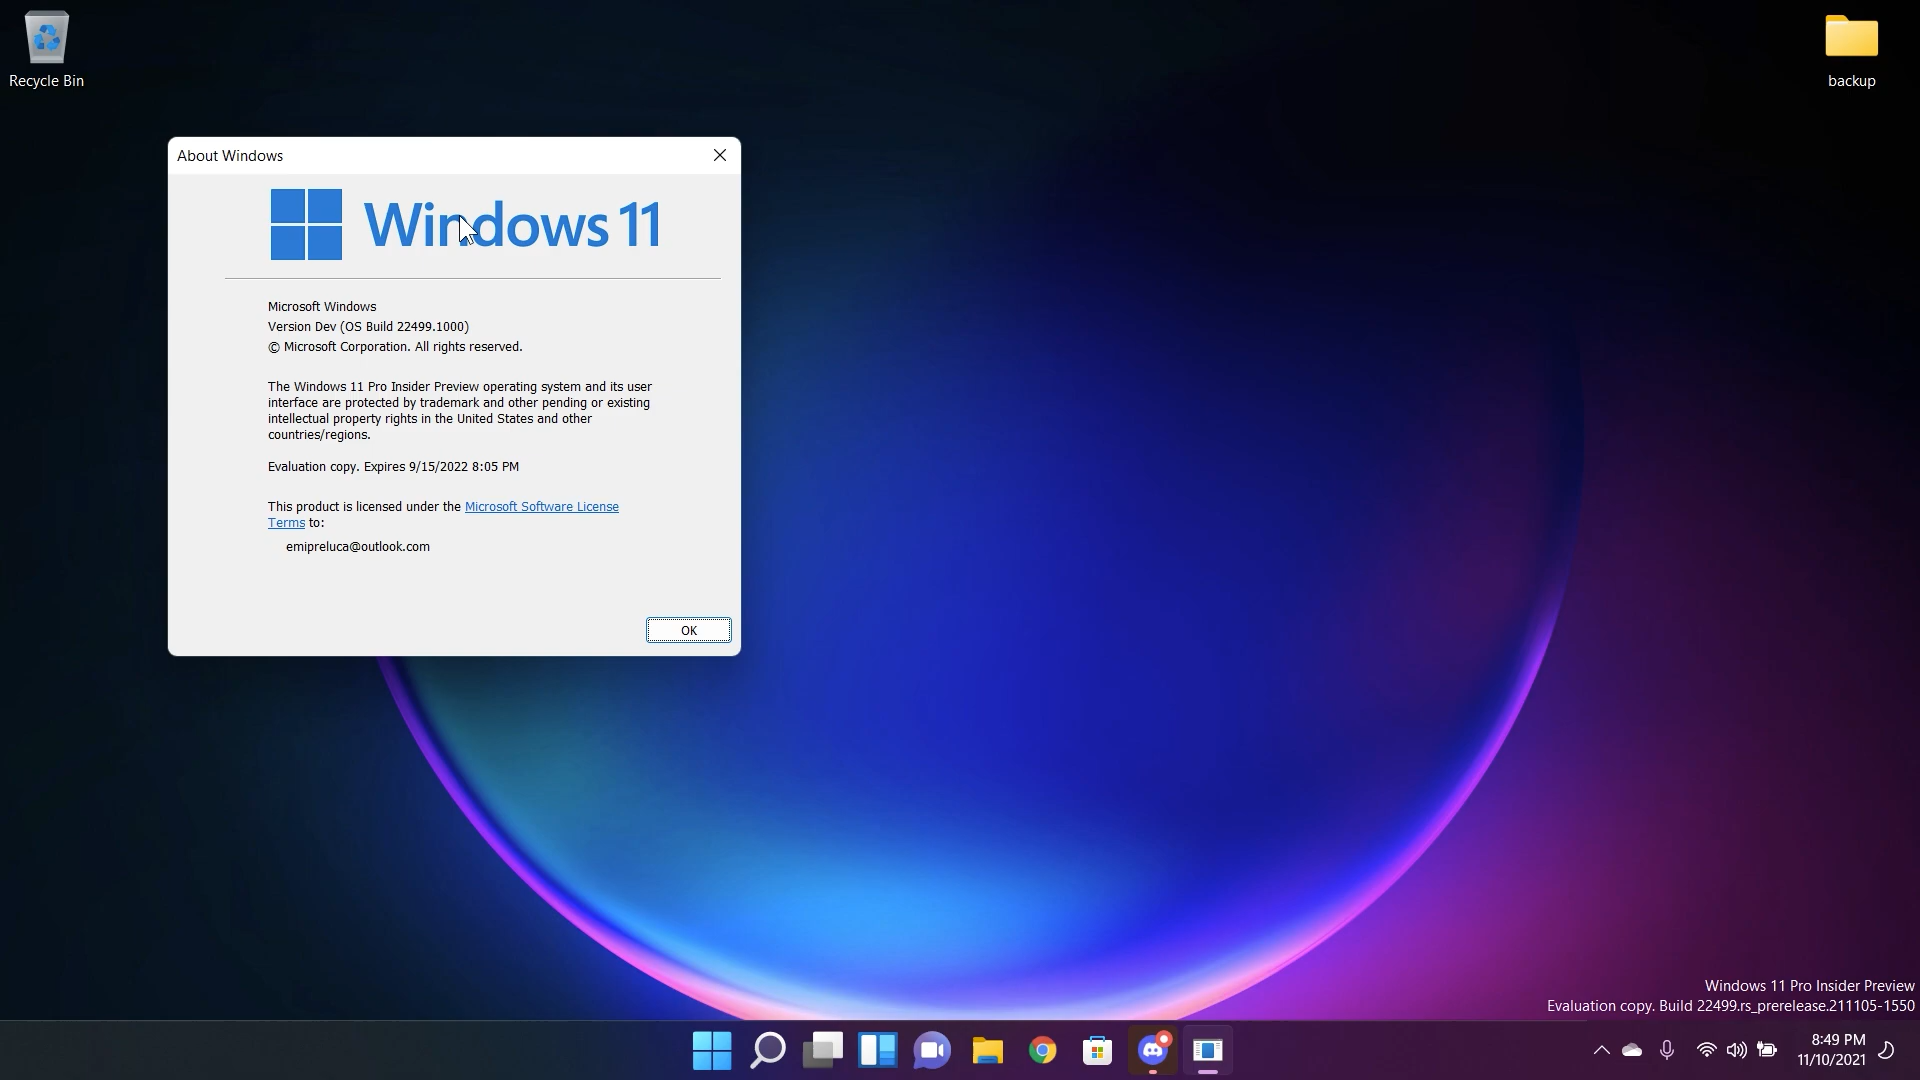 Recycle Bin
backup
About Windows
Windows 11
Microsoft Windows
Version Dev (OS Build 22499.1000)
© Microsoft Corporation. All rights reserved.
The Windows 11 Pro Insider Preview operating system and its user
interface are protected by trademark and other pending or existing
intellectual property rights in the United States and other
countries/regions.
Evaluation copy. Expires 9/15/2022 8:05 PM
This product is licensed under the Microsoft Software License
Terms to:
emipreluca@outlook.com
OK
Windows 11 Pro Insider Preview
Evaluation copy. Build 22499.rs_prerelease.211105-1550
8:49 PM
11/10/2021